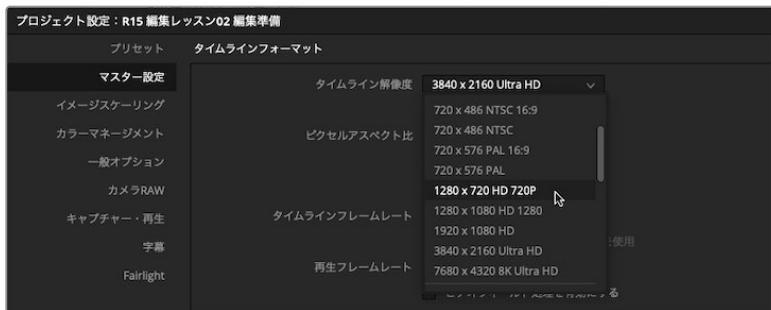 プロジェクト設定：R15 編集レッスン02 編集準備
プリセット
マスター設定
イメージスケーリング
カラーマネージメント
一般オプション
カメラRAW
キャプチャー・再生
字幕
Fairlight
タイムラインフォーマット
タイムライン解像度 3840 x 2160 Ultra HD
720 x 486 NTSC 16:9
720 x 486 NTSC
ピクセルアスペクト比
720 x 576 PAL 16:9
720 x 576 PAL
1280 x 720 HD 720P
1280 x 1080 HD 1280
タイムラインフレームレート
1920 x 1080 HD
3840 x 2160 Ultra HD
使用
再生フレームレート
7680 x 4320 8K Ultra HD